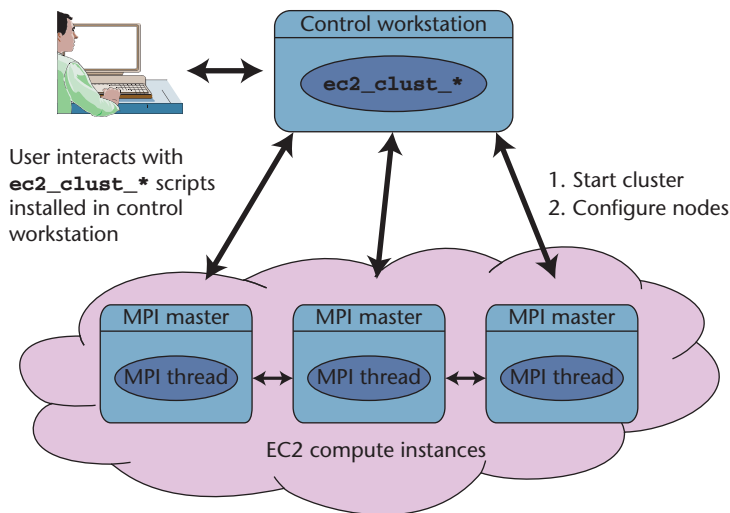 Control workstation
ec2_clust_*
User interacts with
ec2_clust_* scripts
installed in control
workstation
1. Start cluster
2. Configure nodes
MPI master
MPI thread
MPI master
MPI thread
MPI master
MPI thread
EC2 compute instances